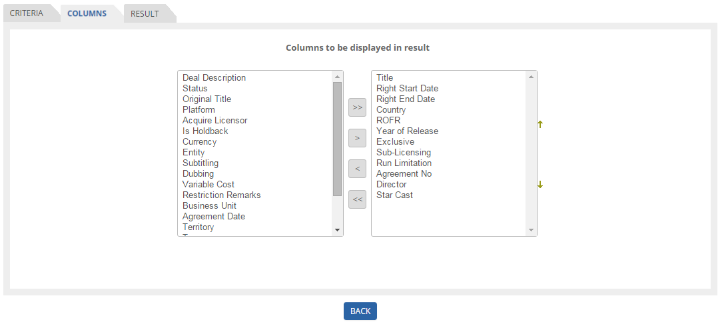 CRITERIA
COLUMNS
RESULT
Columns to be displayed in result
Deal Description
Status
Original Title
Platform
Acquire Licensor
Is Holdback
Currency
Entity
Subtitling
Dubbing
Variable Cost
Restriction Remarks
Business Unit
Agreement Date
Territory
>>
>
<
<<
Title
Right Start Date
Right End Date
Country
ROFR
Year of Release
Exclusive
Sub-Licensing
Run Limitation
Agreement No
Director
Star Cast
BACK